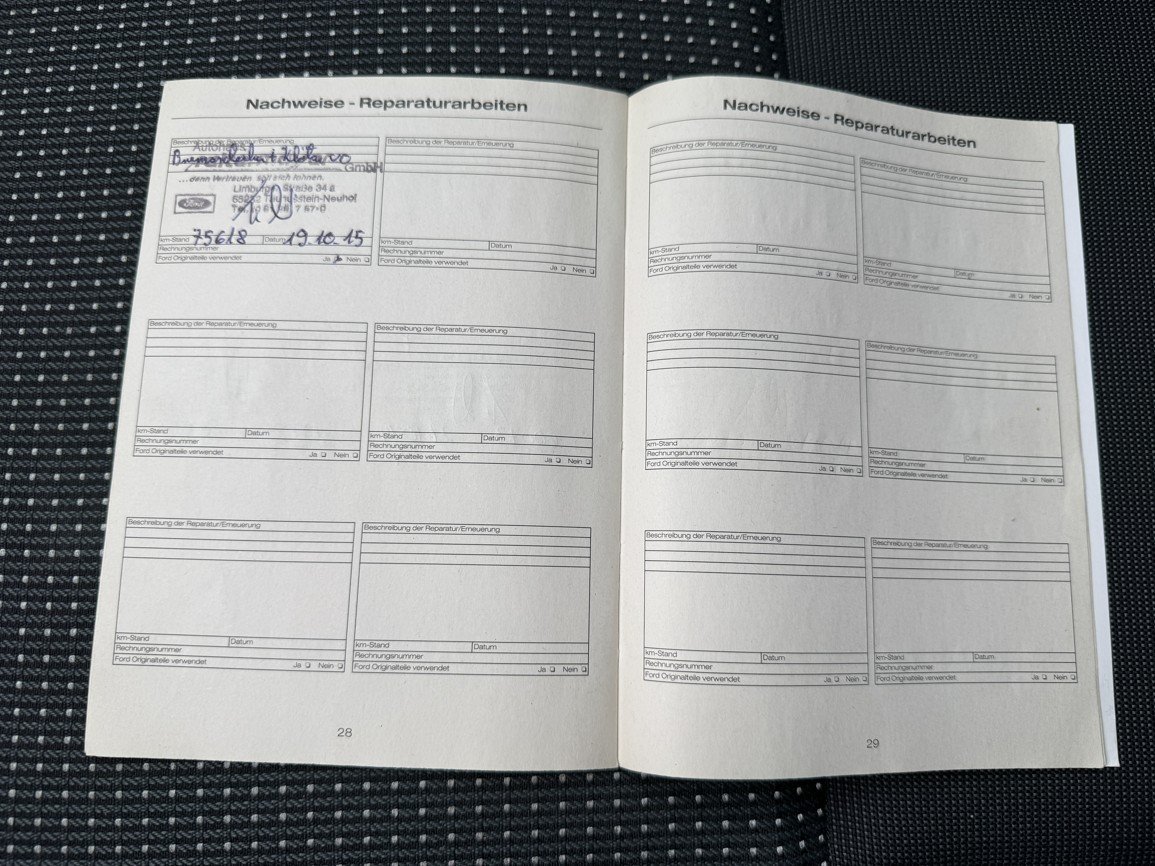 Nachweise - Reparaturarbeiten
Beschreibung der Reparatur/Erneuerung
Autohaus
GmbH
...denn Vertrauen soll sich lohnen.
Straße 34 a
Ford
km-Stand 75618 Datum 19.10.15
Rechnungsnummer
Ford Originalteile verwendet Ja Nein
Beschreibung der Reparatur/Erneuerung
km-Stand Datum
Rechnungsnummer
Ford Originalteile verwendet Ja Nein
Beschreibung der Reparatur/Erneuerung
km-Stand Datum
Rechnungsnummer
Ford Originalteile verwendet Ja Nein
Beschreibung der Reparatur/Erneuerung
km-Stand Datum
Rechnungsnummer
Ford Originalteile verwendet Ja Nein
Beschreibung der Reparatur/Erneuerung
km-Stand Datum
Rechnungsnummer
Ford Originalteile verwendet Ja Nein
Beschreibung der Reparatur/Erneuerung
km-Stand Datum
Rechnungsnummer
Ford Originalteile verwendet Ja Nein
28
Nachweise - Reparaturarbeiten
Beschreibung der Reparatur/Erneuerung
km-Stand Datum
Rechnungsnummer
Ford Originalteile verwendet Ja Nein
Beschreibung der Reparatur/Erneuerung
km-Stand Datum
Rechnungsnummer
Ford Originalteile verwendet Ja Nein
Beschreibung der Reparatur/Erneuerung
km-Stand Datum
Rechnungsnummer
Ford Originalteile verwendet Ja Nein
Beschreibung der Reparatur/Erneuerung
km-Stand Datum
Rechnungsnummer
Ford Originalteile verwendet Ja Nein
Beschreibung der Reparatur/Erneuerung
km-Stand Datum
Rechnungsnummer
Ford Originalteile verwendet Ja Nein
Beschreibung der Reparatur/Erneuerung
km-Stand Datum
Rechnungsnummer
Ford Originalteile verwendet Ja Nein
29